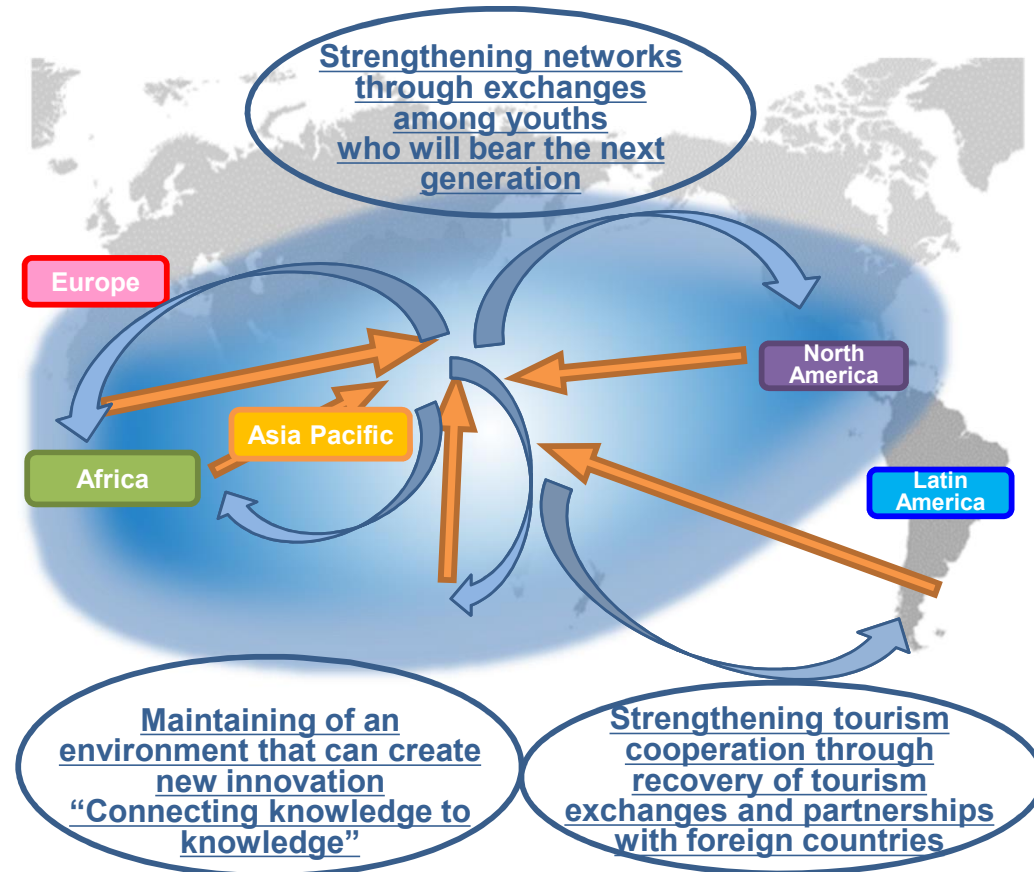 Strengthening networks
through exchanges
among youths
who will bear the next
generation
Europe
North
America
Asia Pacific
Africa
Latin
America
Maintaining of an
environment that can create
new innovation
“Connecting knowledge to
knowledge”
Strengthening tourism
cooperation through
recovery of tourism
exchanges and partnerships
with foreign countries